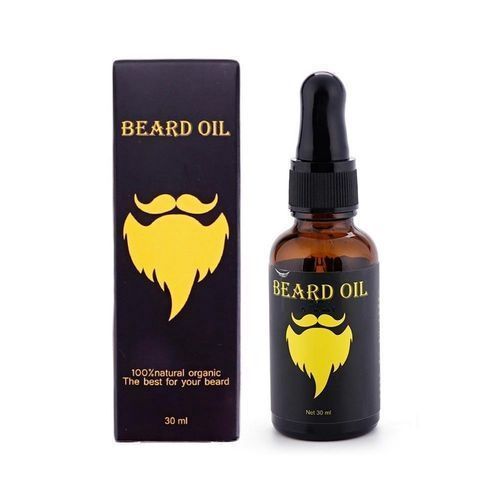 BEARD OIL
100%natural organic
The best for your beard
30 ml
BEARD OIL
Net 30 ml